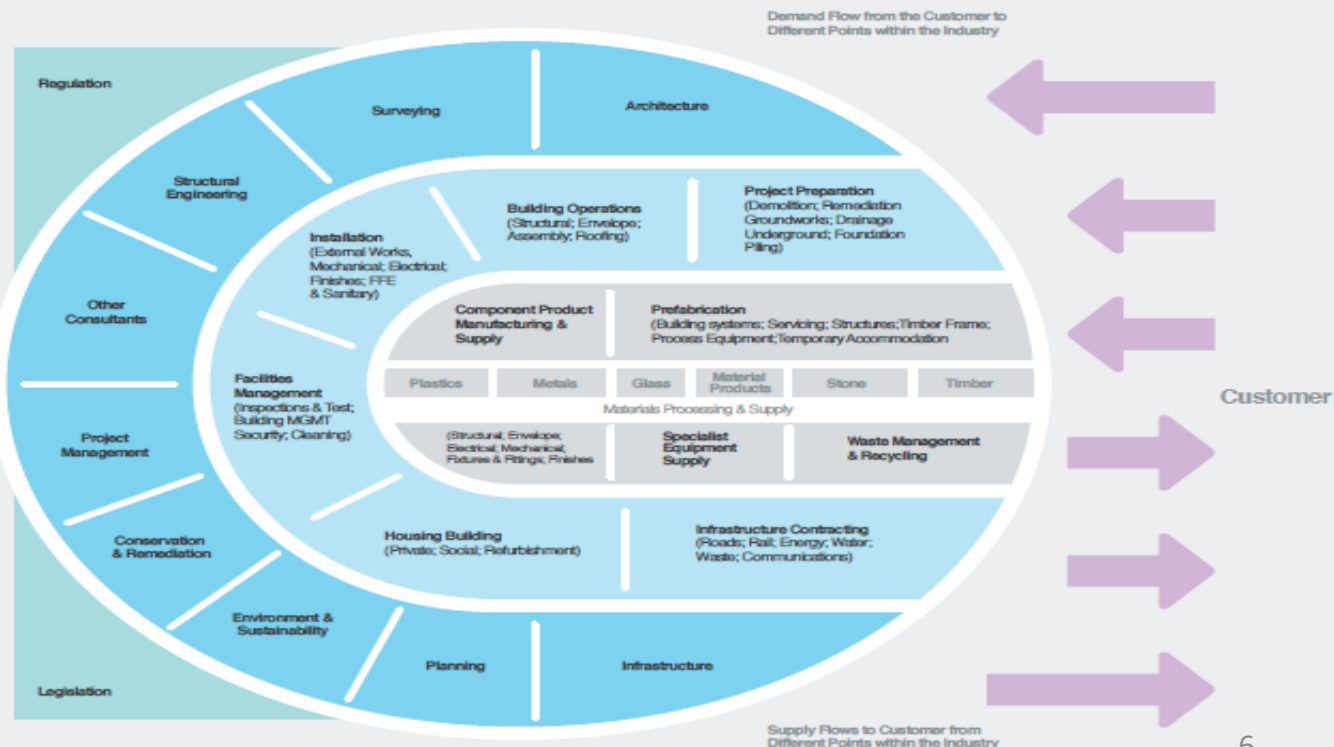 Demand Flow from the Customer to
Different Points within the Industry
Regulation
Surveying
Architecture
Structural
Engineering
Installation
(External Works,
Mechanical; Electrical;
Finishes; FFE
& Sanitary)
Building Operations
(Structural; Envelope;
Assembly; Roofing)
Project Preparation
(Demolition; Remediation
Groundworks; Drainage
Underground; Foundation
Piling)
Other
Consultants
Component Product
Manufacturing &
Supply
Prefabrication
(Building systems; Servicing; Structures;Timber Frame;
Process Equipment;Temporary Accommodation
Facilities
Management
(Inspections & Test;
Building MGMT
Security; Cleaning)
Plastics
Metals
Glass
Material
Products
Stone
Timber
Materials Processing & Supply
Customer
Project
Management
(Structural; Envelope;
Electrical; Mechanical;
Fixtures & Fittings; Finishes
Specialist
Equipment
Supply
Waste Management
& Recycling
Conservation
& Remediation
Housing Building
(Private; Social; Refurbishment)
Infrastructure Contracting
(Roads; Rail; Energy; Water;
Waste; Communications)
Environment &
Sustainability
Planning
Infrastructure
Legislation
Supply Flows to Customer from
Different Points within the Industry
6